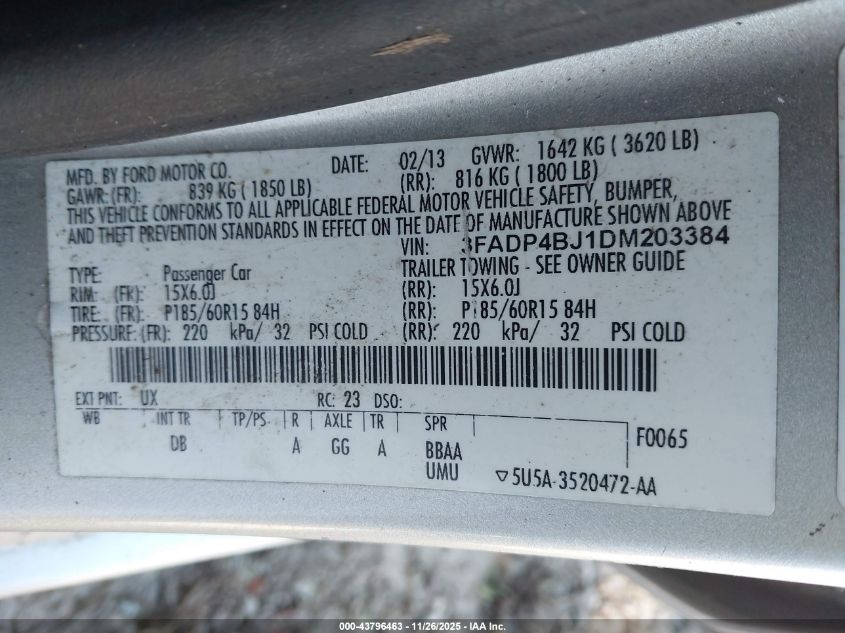 MFD. BY FORD MOTOR CO. DATE: 02/13 GVWR: 1642 KG ( 3620 LB)
GAWR: (FR): 839 KG ( 1850 LB) (RR): 816 KG ( 1800 LB)
THIS VEHICLE CONFORMS TO ALL APPLICABLE FEDERAL MOTOR VEHICLE SAFETY, BUMPER,
AND THEFT PREVENTION STANDARDS IN EFFECT ON THE DATE OF MANUFACTURE SHOWN ABOVE
VIN: 3FADP4BJ1DM203384
TYPE: Passenger Car TRAILER TOWING - SEE OWNER GUIDE
RIM: (FR): 15X6.0J (RR): 15X6.0J
TIRE: (FR): P185/60R15 84H (RR): P185/60R15 84H
PRESSURE: (FR): 220 kPa/ 32 PSI COLD (RR): 220 kPa/ 32 PSI COLD
EXT PNT: UX RC: 23 DSO:
WB INT TR TP/PS R AXLE TR SPR F0065
DB A GG A BBAA
UMU ▽5U5A-3520472-AA
000-43796463 - 11/26/2025 - IAA Inc.